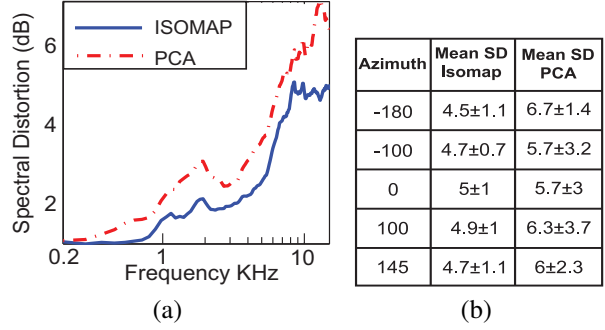 ISOMAP
PCA
Spectral Distortion (dB)
6
4
2
0.2 1 10
Frequency KHz
(a)
Azimuth Mean SD Isomap Mean SD PCA
-180 4.5±1.1 6.7±1.4
-100 4.7±0.7 5.7±3.2
0 5±1 5.7±3
100 4.9±1 6.3±3.7
145 4.7±1.1 6±2.3
(b)